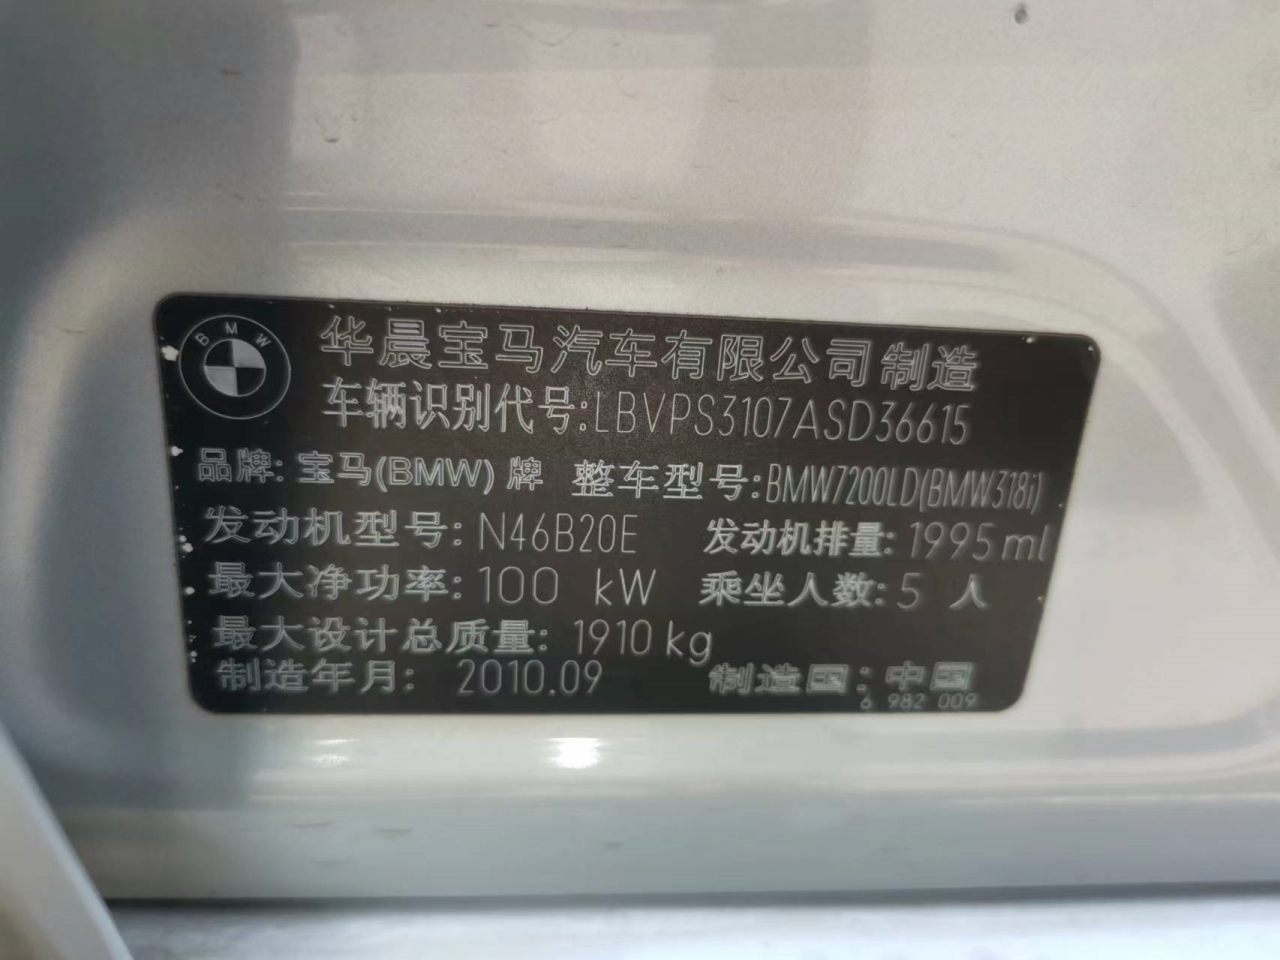 BMW
华晨宝马汽车有限公司制造
车辆识别代号:LBVPS3107ASD36615
品牌: 宝马(BMW) 牌 整车型号:BMW7200LD(BMW318i)
发动机型号: N46B20E 发动机排量: 1995 ml
最大净功率: 100 kW 乘坐人数: 5 人
最大设计总质量: 1910 kg
制造年月: 2010.09 制造国: 中国
6 982 009